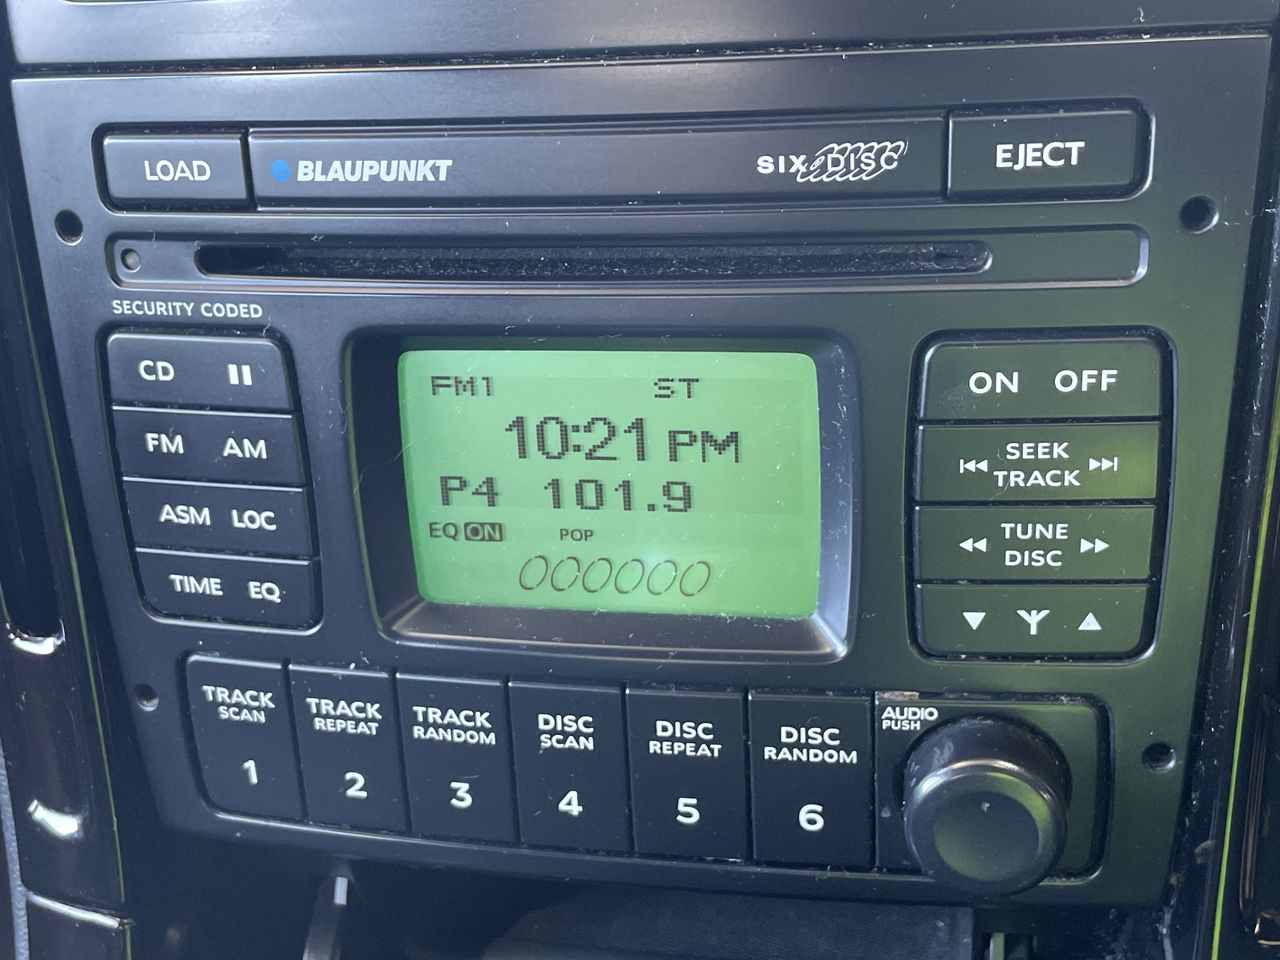 LOAD
BLAUPUNKT
SIX DISC
EJECT
SECURITY CODED
CD
FM AM
ASM LOC
TIME EQ
FM1 ST
10:21 PM
P4 101.9
EQ ON POP
ON OFF
SEEK
TRACK
TUNE
DISC
TRACK
SCAN
1
TRACK
REPEAT
2
TRACK
RANDOM
3
DISC
SCAN
4
DISC
REPEAT
5
DISC
RANDOM
6
AUDIO
PUSH